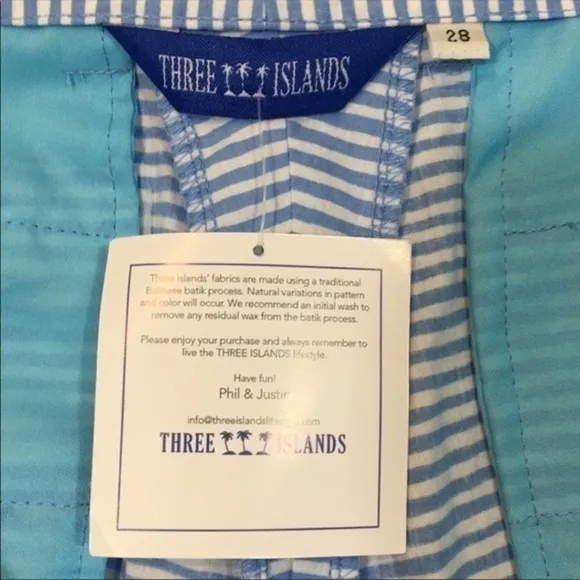 THREE ISLANDS
28
Three islands' fabrics are made using a traditional
Balinese batik process. Natural variations in pattern
and color will occur. We recommend an initial wash to
remove any residual wax from the batik process.
Please enjoy your purchase and always remember to
live the THREE ISLANDS lifestyle.
Have fun!
Phil & Justin
THREE ISLANDS